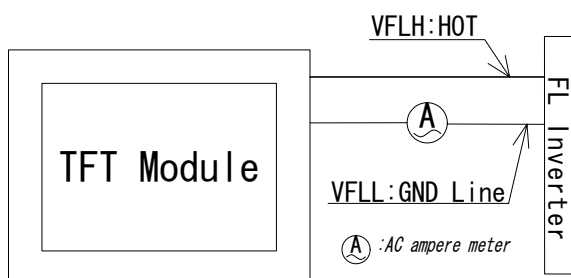 VFLH:HOT
A
TFT Module
FL Inverter
VFLL:GND Line
A :AC ampere meter